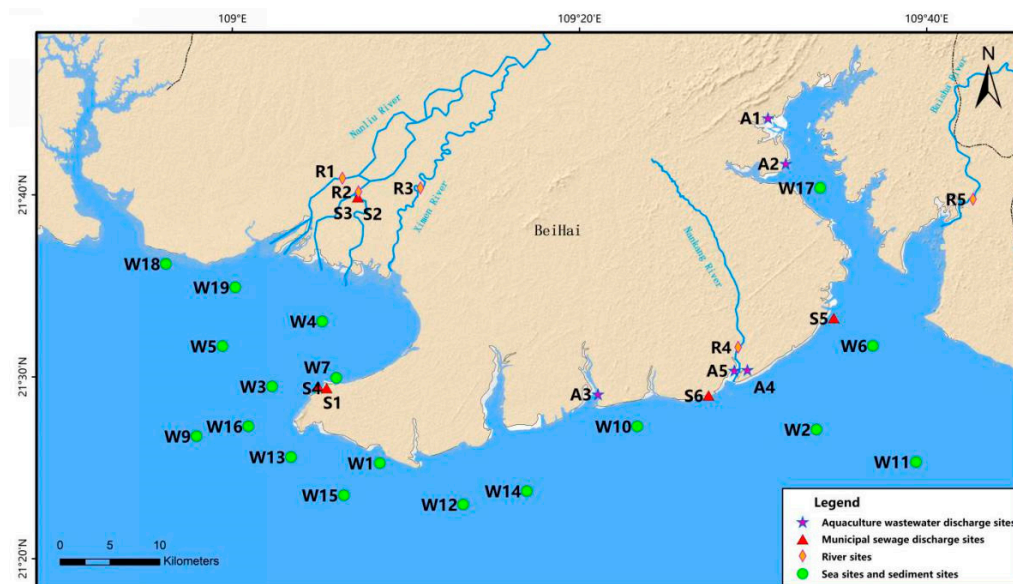 109°E
109°20'E
109°40'E
N
21°40'N
21°30'N
21°20'N
Nanliu River
Ximen River
Nankang River
Baisha River
BeiHai
A1
A2
W17
R1
R2
R3
S3
S2
R5
W18
W19
W4
W5
W7
W3
S4
S1
W16
W9
W13
W1
W15
W12
W14
A3
W10
S6
R4
A5
A4
S5
W6
W2
W11
0 5 10
Kilometers
Legend
Aquaculture wastewater discharge sites
Municipal sewage discharge sites
River sites
Sea sites and sediment sites